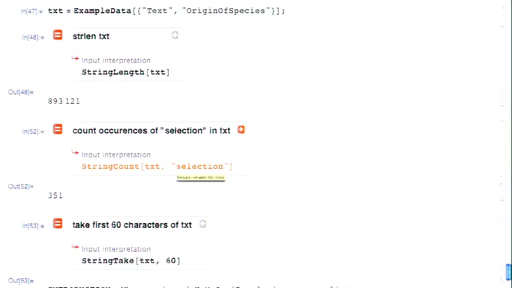 In[47]:= txt = ExampleData[{"Text", "OriginOfSpecies"}];
In[48]:= strlen txt
Input interpretation
StringLength[txt]
Out[48]=
893121
In[52]:= count occurences of "selection" in txt
Input interpretation
StringCount[txt, "selection"]
Out[52]=
351
In[53]:= take first 60 characters of txt
Input interpretation
StringTake[txt, 60]
Out[53]=